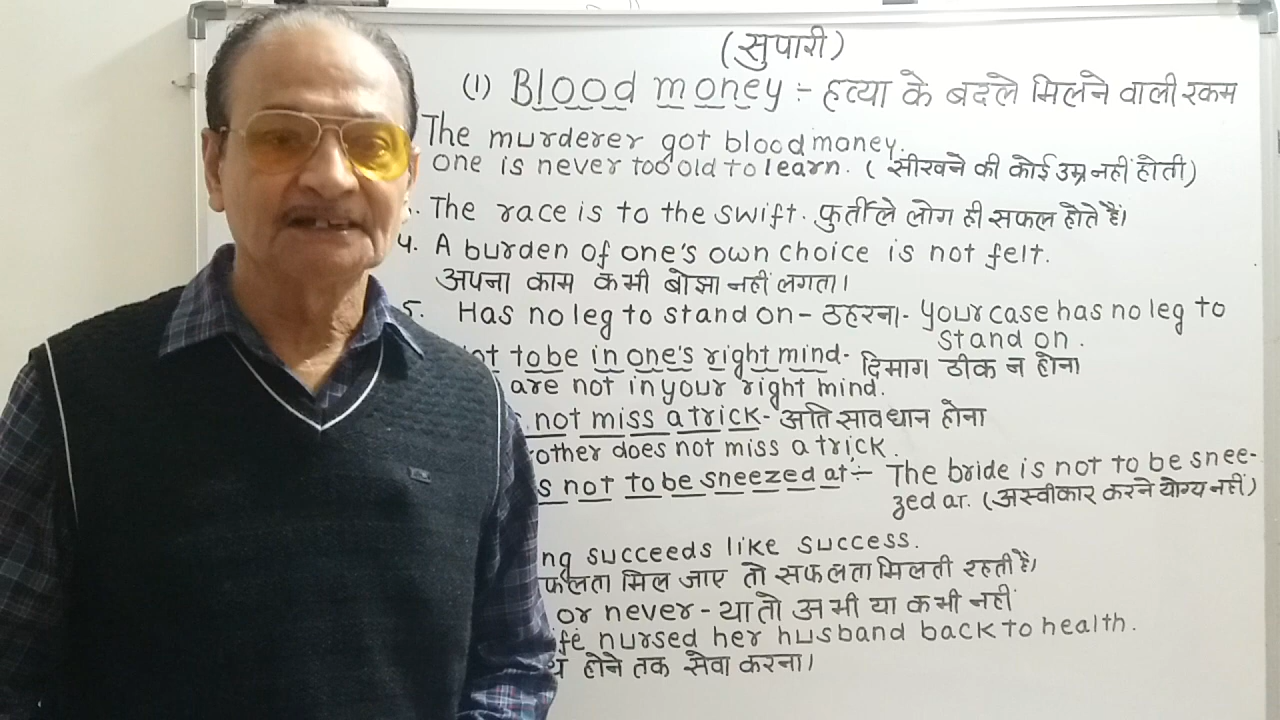 (सुपारी)
(1) Blood money :- हत्या के बदले मिलने वाली रकम
The murderer got blood money.
one is never too old to learn. (सीखने की कोई उम्र नहीं होती)
The race is to the swift. फुर्तीले लोग ही सफल होते हैं।
4. A burden of one's own choice is not felt.
अपना काम कभी बोझा नहीं लगता।
5. Has no leg to stand on - ठहरना - Your case has no leg to
stand on.
to be in one's right mind - दिमाग ठीक न होना
are not in your right mind.
not miss a trick - अति सावधान होना
other does not miss a trick.
s not to be sneezed at :- The bride is not to be snee-
zed at. (अस्वीकार करने योग्य नहीं)
ng succeeds like success.
फलता मिल जाए तो सफलता मिलती रहती है।
or never - या तो अभी या कभी नहीं
ife nursed her husband back to health.
होने तक सेवा करना।